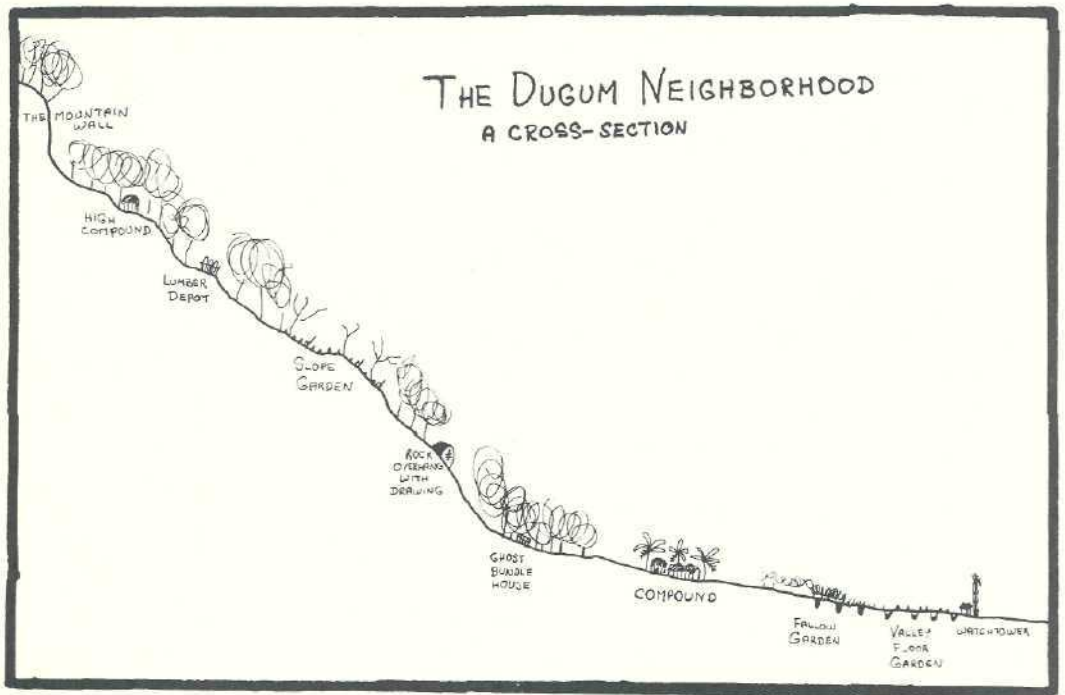 THE DUGUM NEIGHBORHOOD
A CROSS-SECTION
THE MOUNTAIN
WALL
HIGH
COMPOUND
LUMBER
DEPOT
SLOPE
GARDEN
ROCK
OVERHANG
WITH
DRAWING
GHOST
BUNDLE
HOUSE
COMPOUND
FALLOW
GARDEN
VALLEY
FLOOR
GARDEN
WATCHTOWER